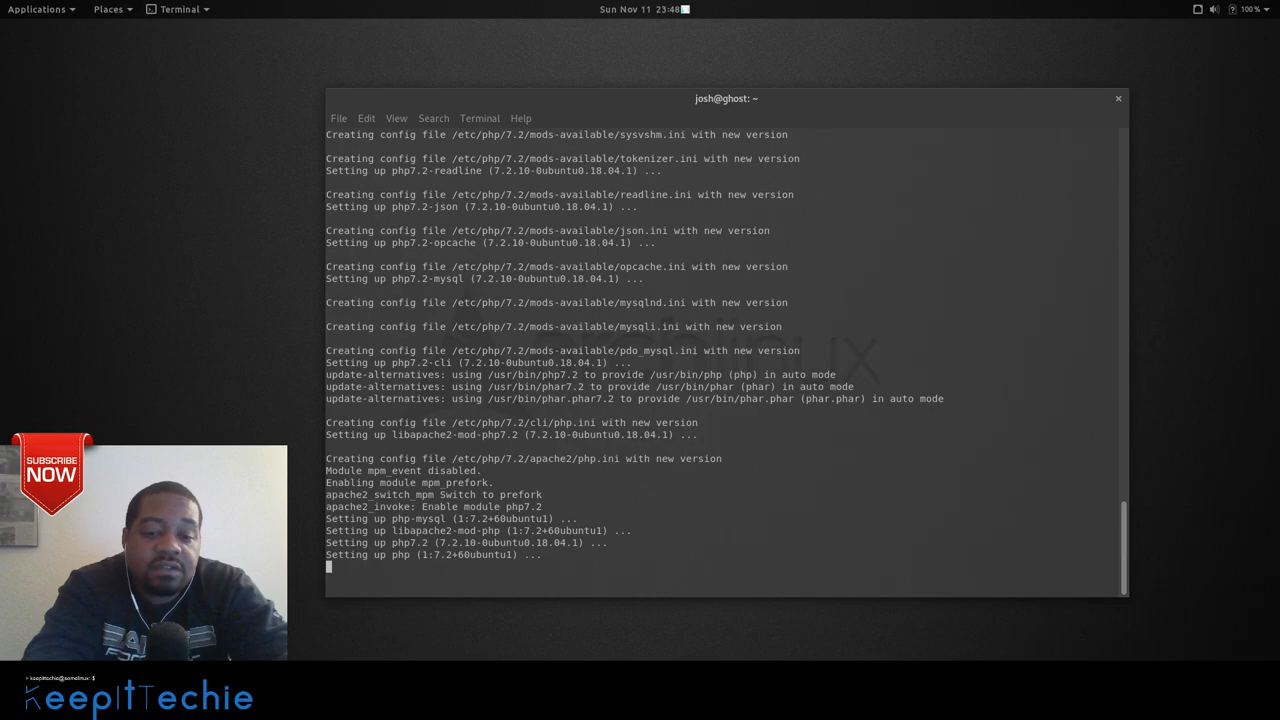 Applications Places Terminal Sun Nov 11 23:48 100%
josh@ghost: ~
File Edit View Search Terminal Help
Creating config file /etc/php/7.2/mods-available/sysvshm.ini with new version
Creating config file /etc/php/7.2/mods-available/tokenizer.ini with new version
Setting up php7.2-readline (7.2.10-0ubuntu0.18.04.1) ...
Creating config file /etc/php/7.2/mods-available/readline.ini with new version
Setting up php7.2-json (7.2.10-0ubuntu0.18.04.1) ...
Creating config file /etc/php/7.2/mods-available/json.ini with new version
Setting up php7.2-opcache (7.2.10-0ubuntu0.18.04.1) ...
Creating config file /etc/php/7.2/mods-available/opcache.ini with new version
Setting up php7.2-mysql (7.2.10-0ubuntu0.18.04.1) ...
Creating config file /etc/php/7.2/mods-available/mysqlnd.ini with new version
Creating config file /etc/php/7.2/mods-available/mysqli.ini with new version
Creating config file /etc/php/7.2/mods-available/pdo_mysql.ini with new version
Setting up php7.2-cli (7.2.10-0ubuntu0.18.04.1) ...
update-alternatives: using /usr/bin/php7.2 to provide /usr/bin/php (php) in auto mode
update-alternatives: using /usr/bin/phar7.2 to provide /usr/bin/phar (phar) in auto mode
update-alternatives: using /usr/bin/phar.phar7.2 to provide /usr/bin/phar.phar (phar.phar) in auto mode
Creating config file /etc/php/7.2/cli/php.ini with new version
Setting up libapache2-mod-php7.2 (7.2.10-0ubuntu0.18.04.1) ...
Creating config file /etc/php/7.2/apache2/php.ini with new version
Module mpm_event disabled.
Enabling module mpm_prefork.
apache2_switch_mpm Switch to prefork
apache2_invoke: Enable module php7.2
Setting up php-mysql (1:7.2+60ubuntu1) ...
Setting up libapache2-mod-php (1:7.2+60ubuntu1) ...
Setting up php7.2 (7.2.10-0ubuntu0.18.04.1) ...
Setting up php (1:7.2+60ubuntu1) ...
SUBSCRIBE
NOW
> keepittechie@somelinux: $
KeepItTechie